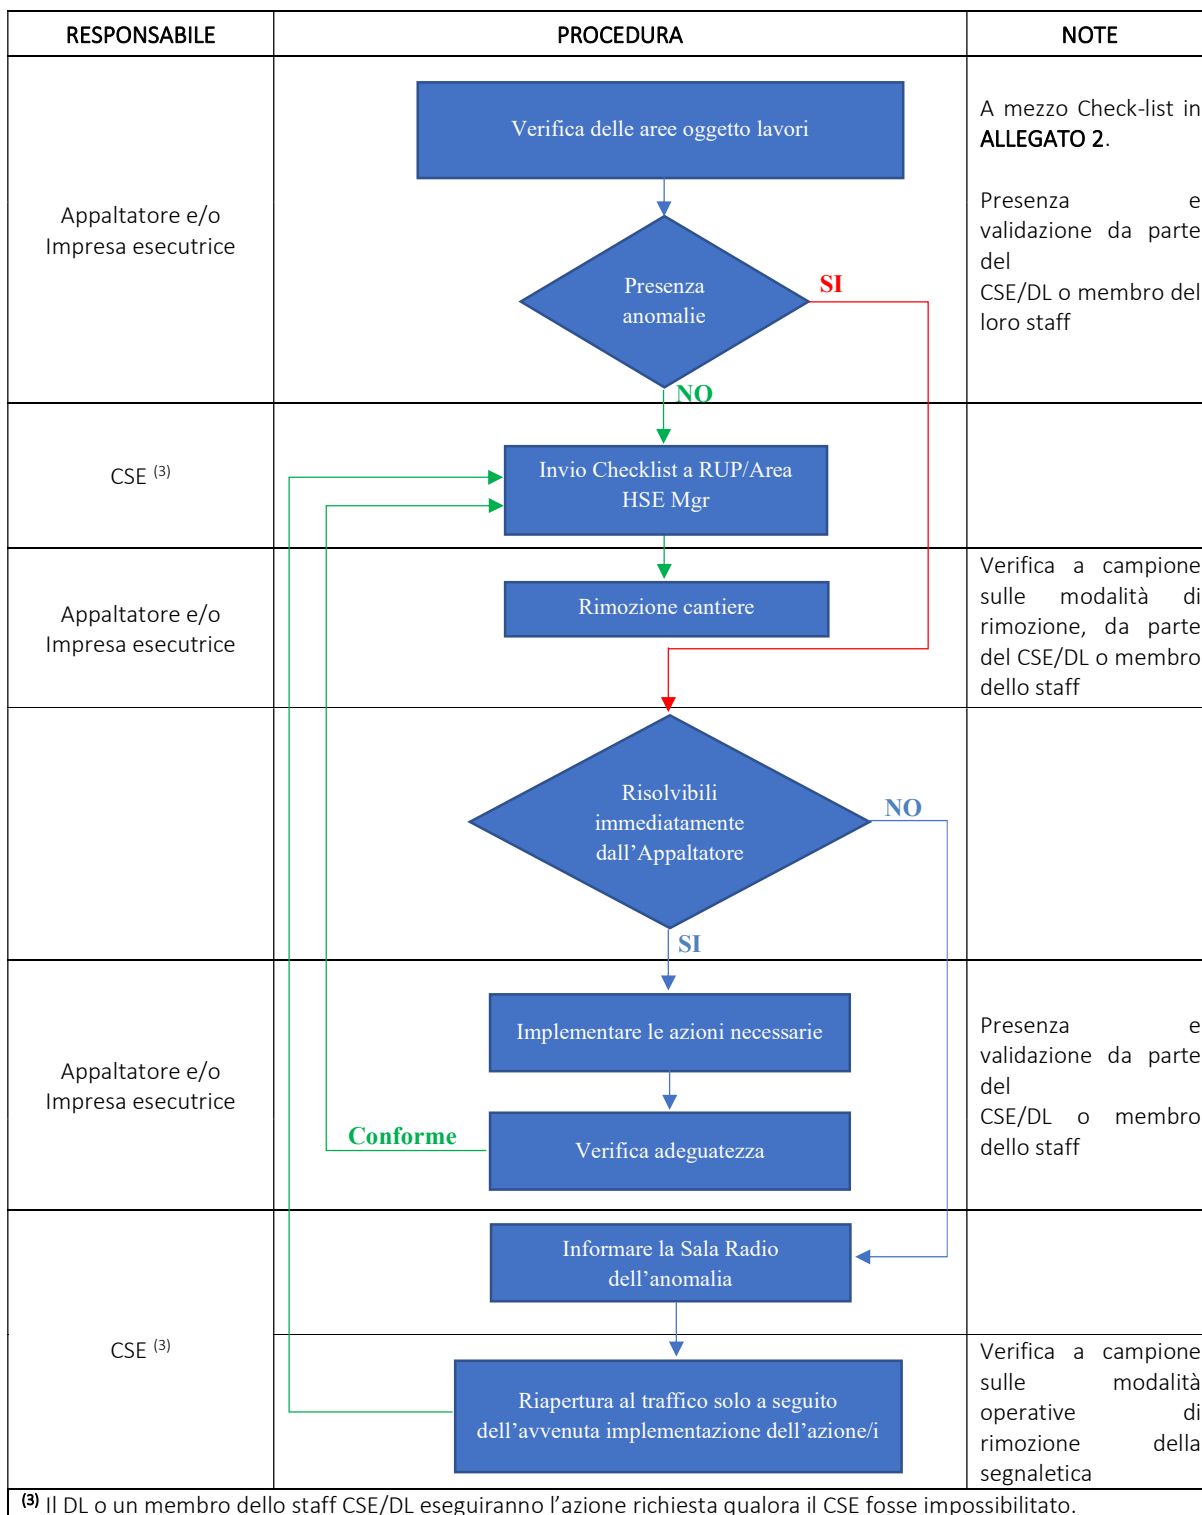 RESPONSABILE
PROCEDURA
NOTE
Appaltatore e/o
Impresa esecutrice
Verifica delle aree oggetto lavori
Presenza
anomalie
SI
NO
A mezzo Check-list in
ALLEGATO 2.
Presenza e
validazione da parte
del
CSE/DL o membro del
loro staff
CSE (3)
Invio Checklist a RUP/Area
HSE Mgr
Appaltatore e/o
Impresa esecutrice
Rimozione cantiere
Verifica a campione
sulle modalità di
rimozione, da parte
del CSE/DL o membro
dello staff
Risolvibili
immediatamente
dall'Appaltatore
NO
SI
Appaltatore e/o
Impresa esecutrice
Implementare le azioni necessarie
Conforme
Verifica adeguatezza
Presenza e
validazione da parte
del
CSE/DL o membro
dello staff
CSE (3)
Informare la Sala Radio
dell'anomalia
Riapertura al traffico solo a seguito
dell'avvenuta implementazione dell'azione/i
Verifica a campione
sulle modalità
operative di
rimozione della
segnaletica
(3) Il DL o un membro dello staff CSE/DL eseguiranno l'azione richiesta qualora il CSE fosse impossibilitato.